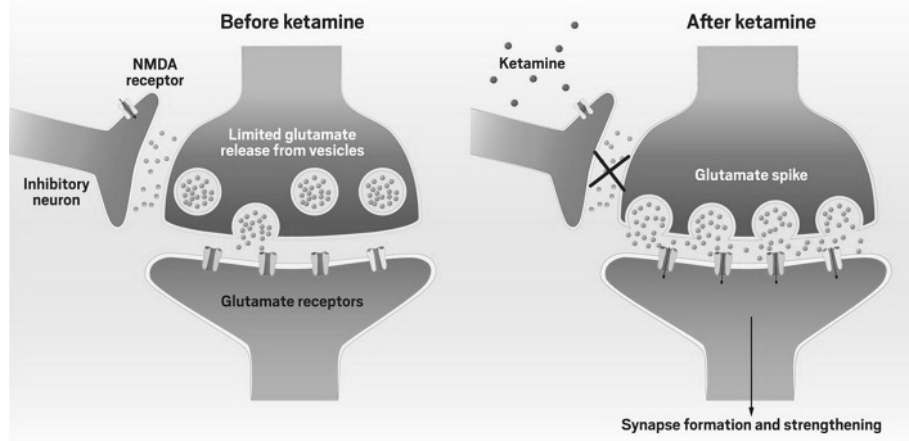 Before ketamine
NMDA
receptor
Limited glutamate
release from vesicles
Inhibitory
neuron
Glutamate receptors
After ketamine
Ketamine
Glutamate spike
Synapse formation and strengthening